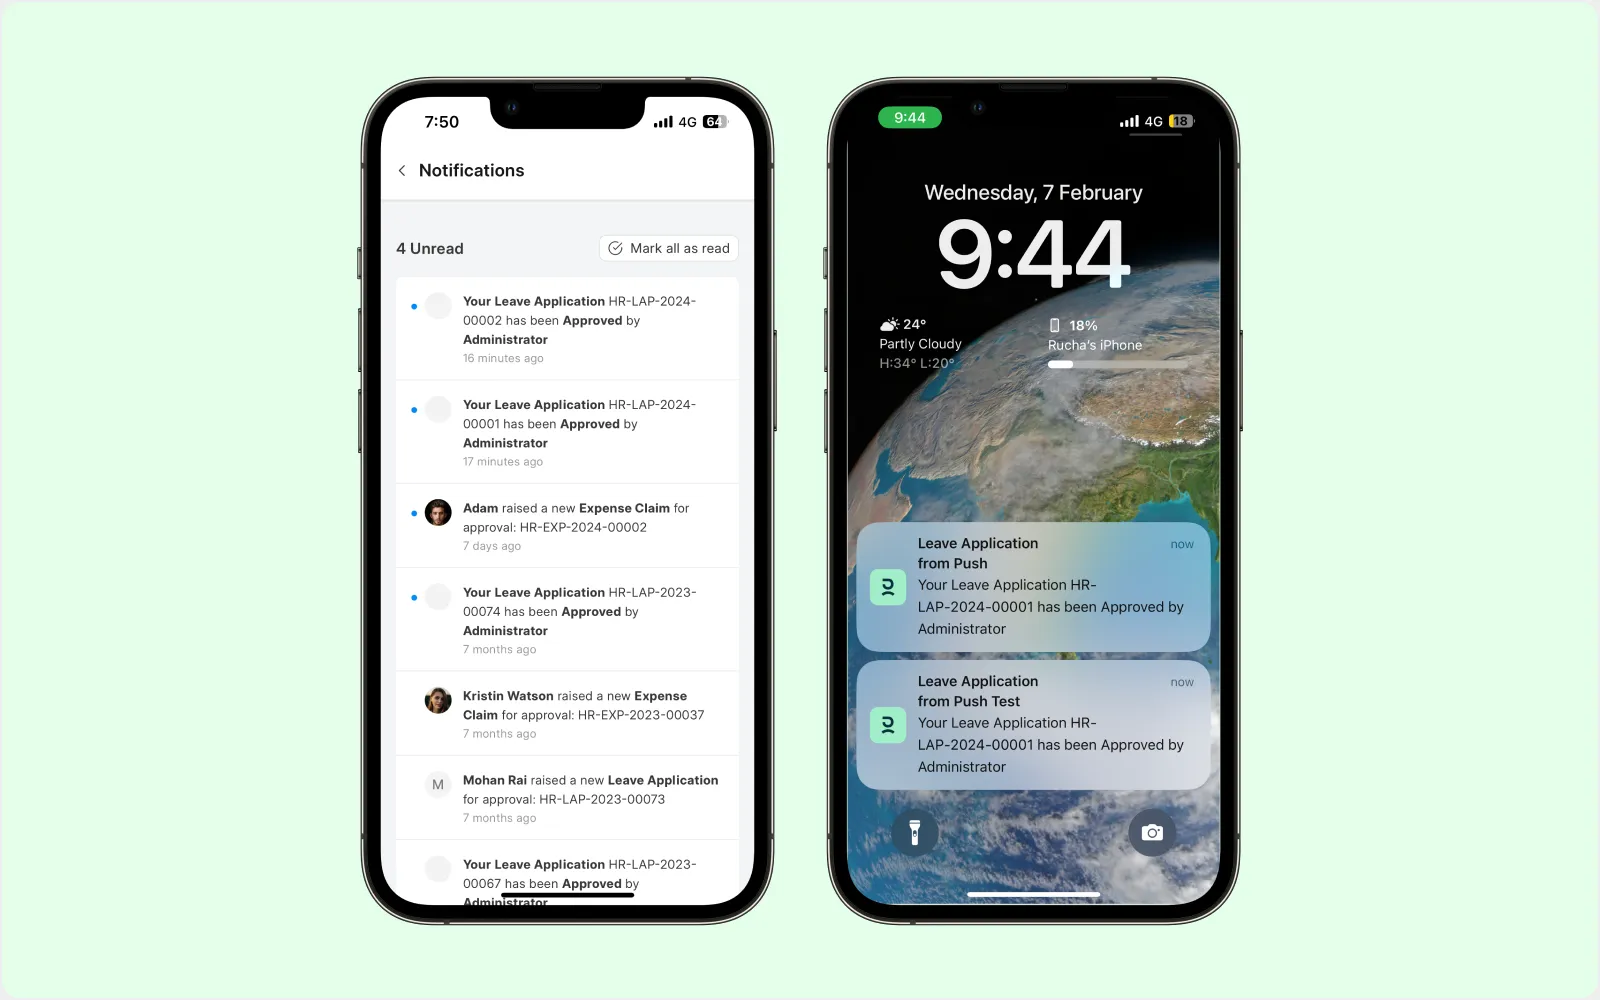 7:50
4G 64
Notifications
4 Unread
Mark all as read
Your Leave Application HR-LAP-2024-
00002 has been Approved by
Administrator
16 minutes ago
Your Leave Application HR-LAP-2024-
00001 has been Approved by
Administrator
17 minutes ago
Adam raised a new Expense Claim for
approval: HR-EXP-2024-00002
7 days ago
Your Leave Application HR-LAP-2023-
00074 has been Approved by
Administrator
7 months ago
Kristin Watson raised a new Expense
Claim for approval: HR-EXP-2023-00037
7 months ago
M
Mohan Rai raised a new Leave Application
for approval: HR-LAP-2023-00073
7 months ago
Your Leave Application HR-LAP-2023-
00067 has been Approved by
Administrator
9:44
4G 18
Wednesday, 7 February
9:44
24°
Partly Cloudy
H:34° L:20°
18%
Rucha's iPhone
Leave Application
from Push
now
Your Leave Application HR-
LAP-2024-00001 has been Approved by
Administrator
Leave Application
from Push Test
now
Your Leave Application HR-
LAP-2024-00001 has been Approved by
Administrator